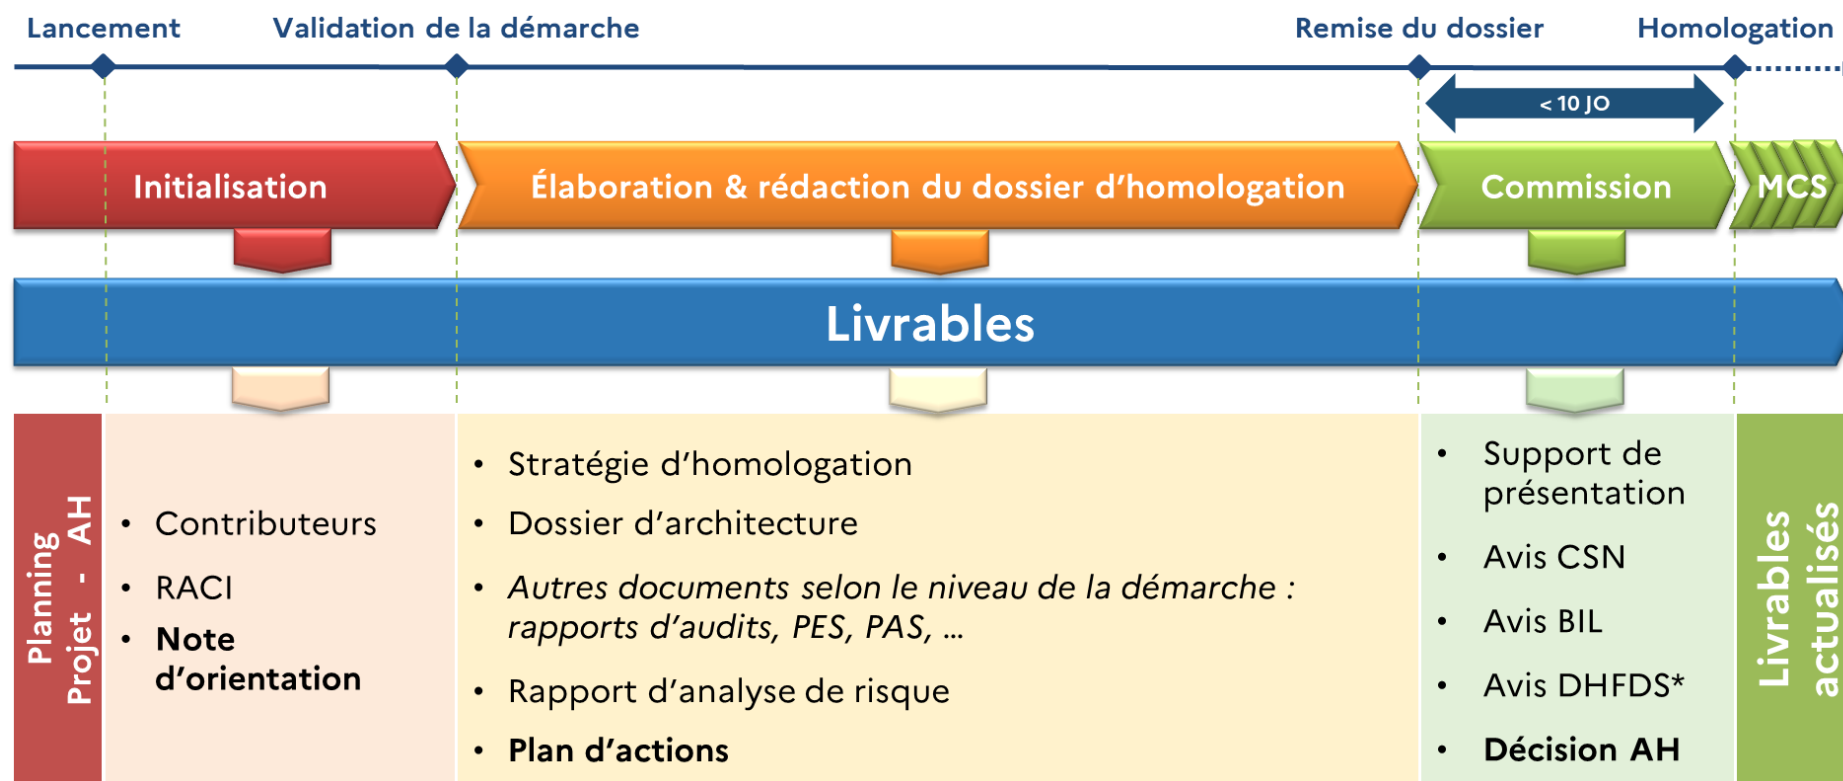 Lancement
Validation de la démarche
Remise du dossier
Homologation
< 10 JO
Initialisation
Élaboration & rédaction du dossier d’homologation
Commission
MCS
Livrables
Planning
Projet - AH
• Contributeurs
• RACI
• Note
d’orientation
• Stratégie d’homologation
• Dossier d’architecture
• Autres documents selon le niveau de la démarche :
rapports d’audits, PES, PAS, …
• Rapport d’analyse de risque
• Plan d’actions
• Support de
présentation
• Avis CSN
• Avis BIL
• Avis DHFDS*
• Décision AH
Livrables
actualisés